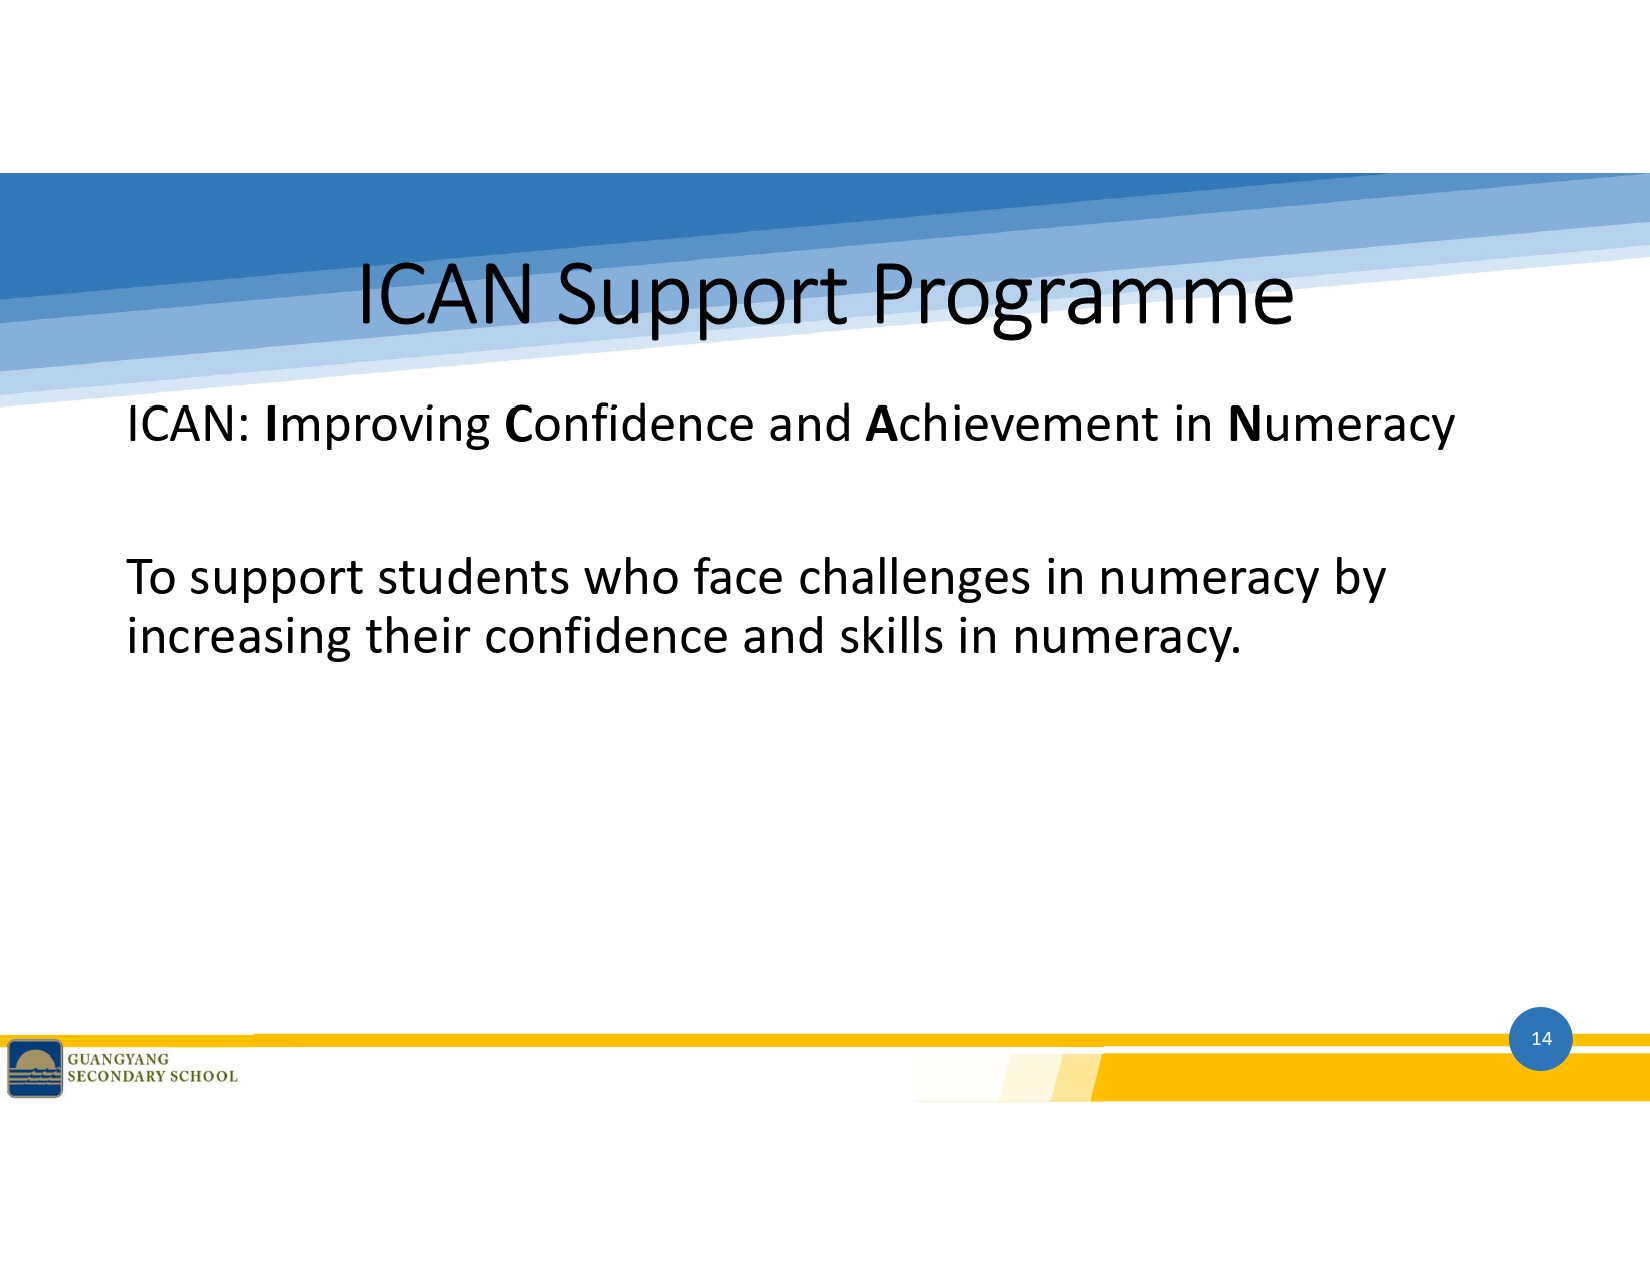 ICAN Support Programme
ICAN: Improving Confidence and Achievement in Numeracy
To support students who face challenges in numeracy by
increasing their confidence and skills in numeracy.
14
GUANGYANG
SECONDARY SCHOOL